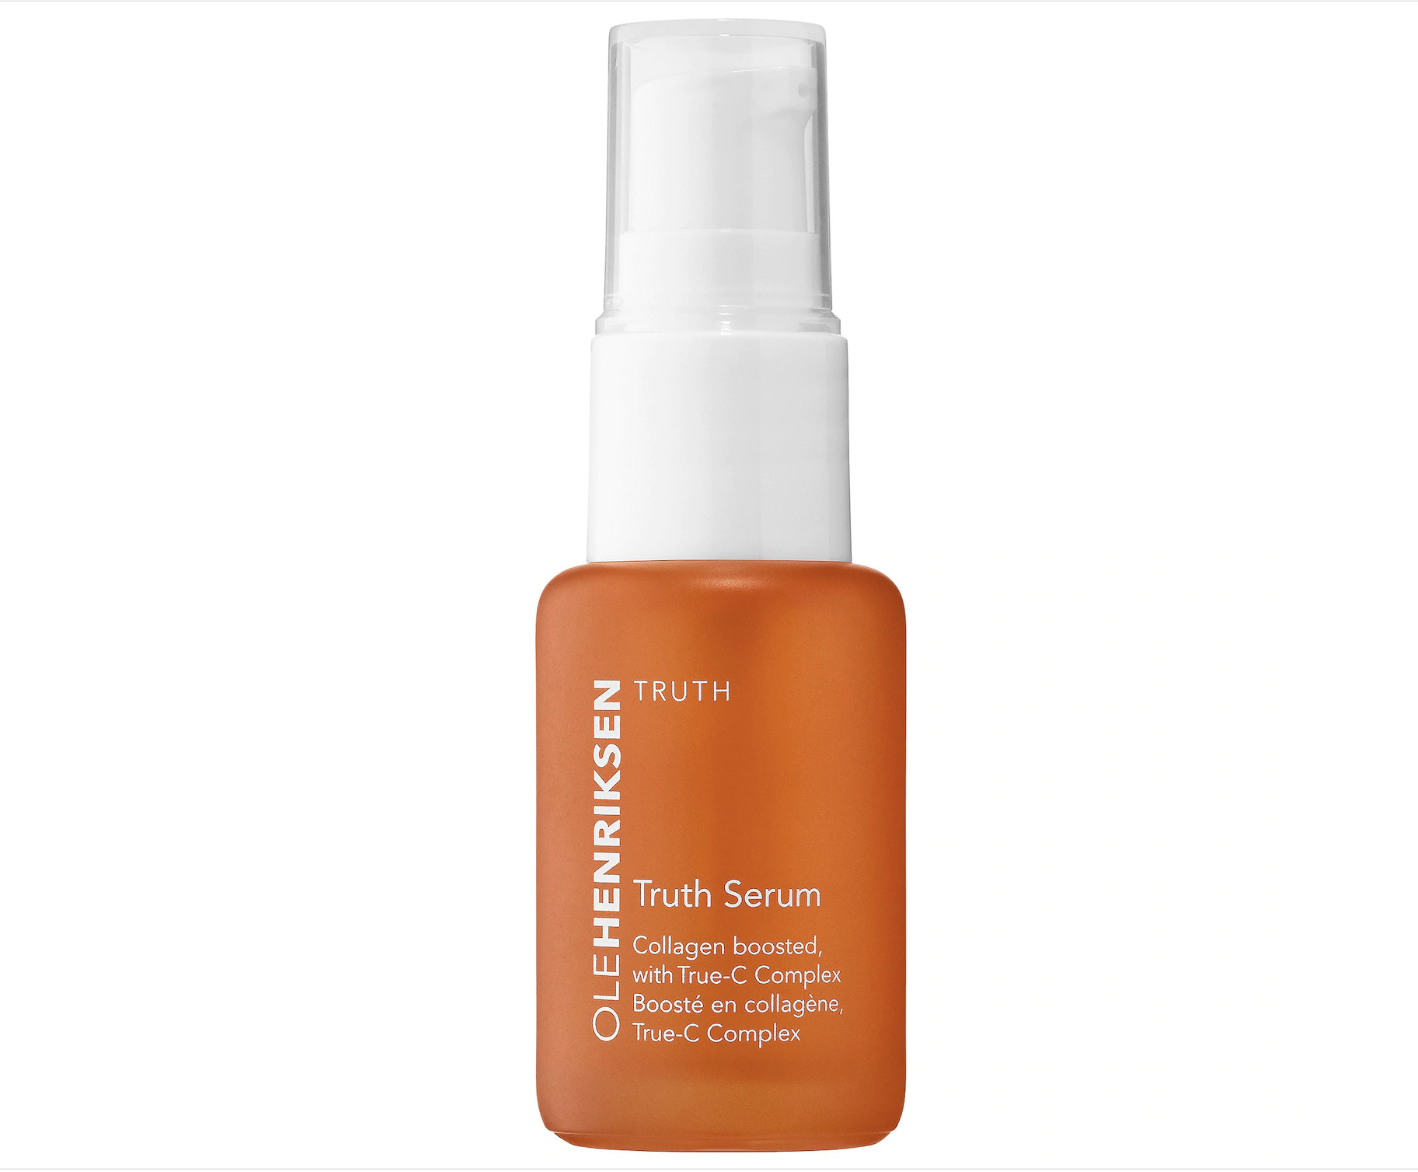 OLEHENRIKSEN
TRUTH
Truth Serum
Collagen boosted,
with True-C Complex
Boosté en collagène,
True-C Complex